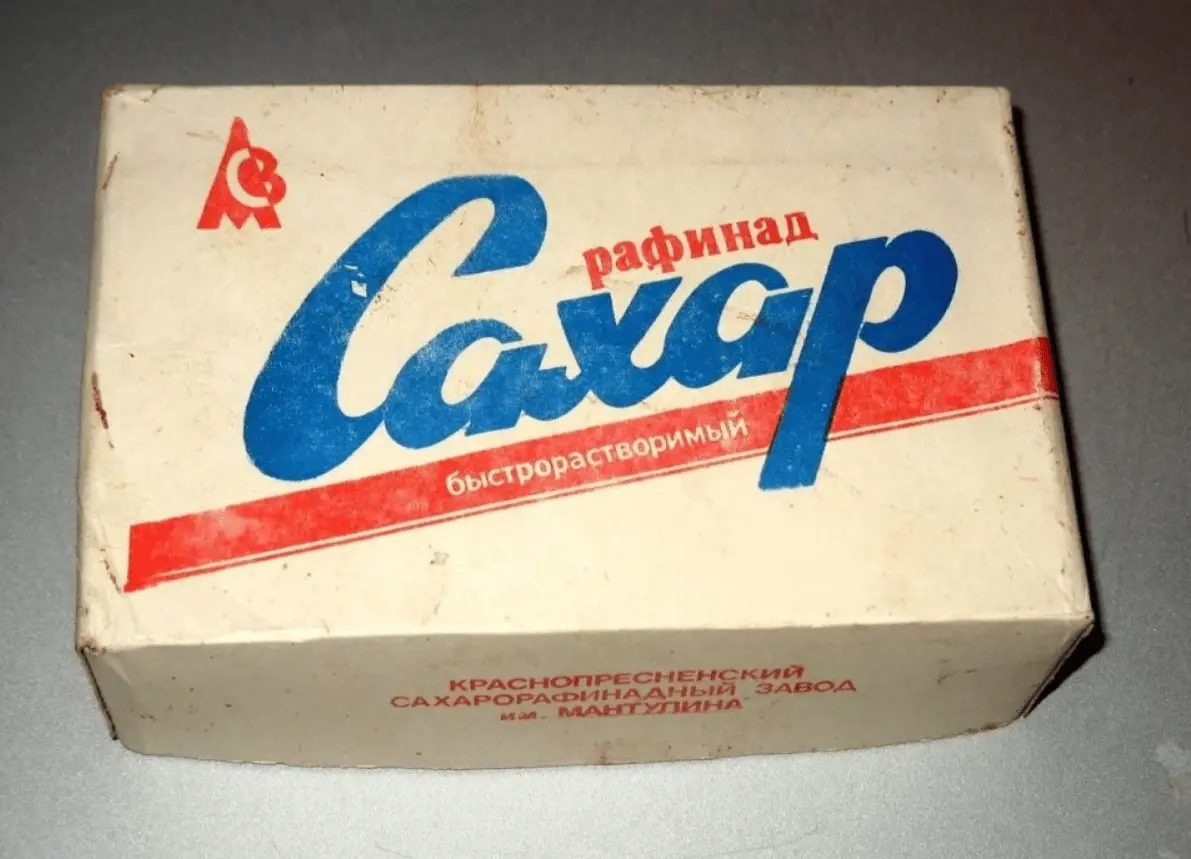 рафинад
Сахар
быстрорастворимый
КРАСНОПРЕСНЕНСКИЙ
САХАРОРАФИНАДНЫЙ ЗАВОД
им. МАНТУЛИНА